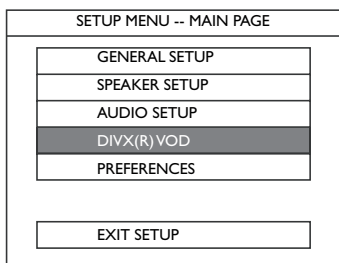 SETUP MENU -- MAIN PAGE
GENERAL SETUP
SPEAKER SETUP
AUDIO SETUP
DIVX(R) VOD
PREFERENCES
EXIT SETUP